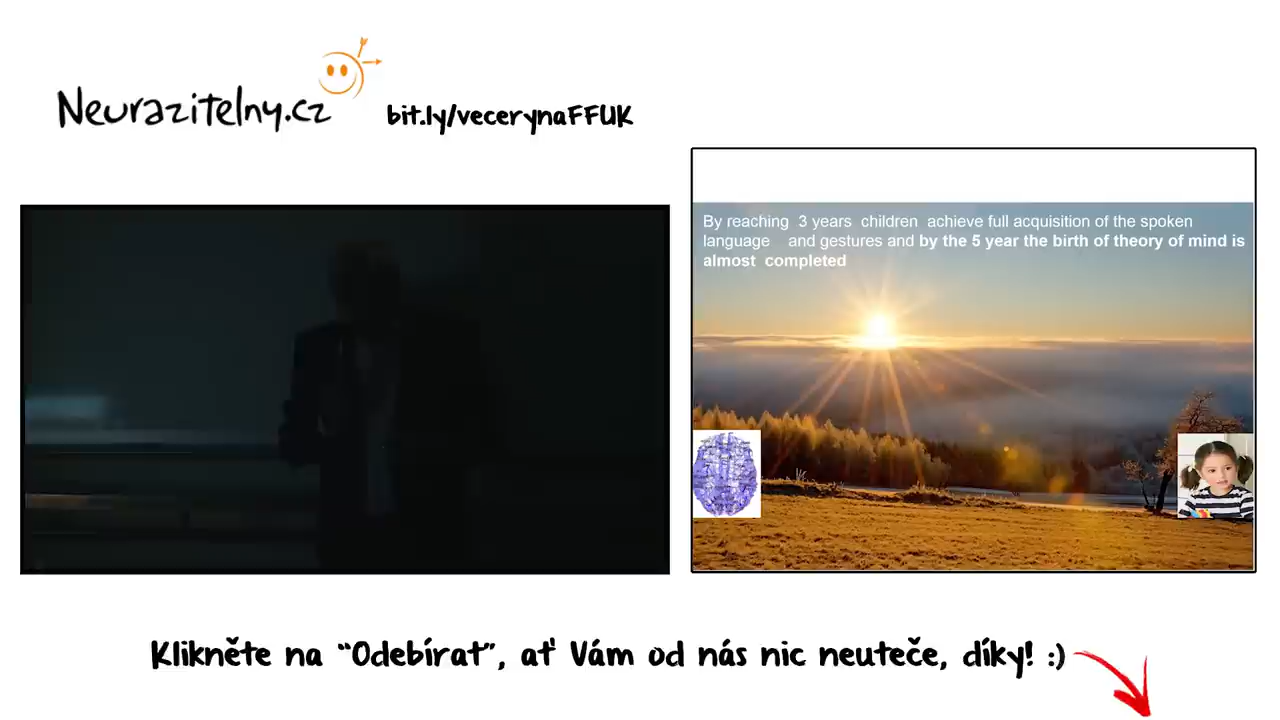 Neurazitelny.cz
bit.ly/vecerynaFFUK
By reaching 3 years children achieve full acquisition of the spoken
language and gestures and by the 5 year the birth of theory of mind is
almost completed
Klikněte na “Odebírat”, ať Vám od nás nic neuteče, díky! :)